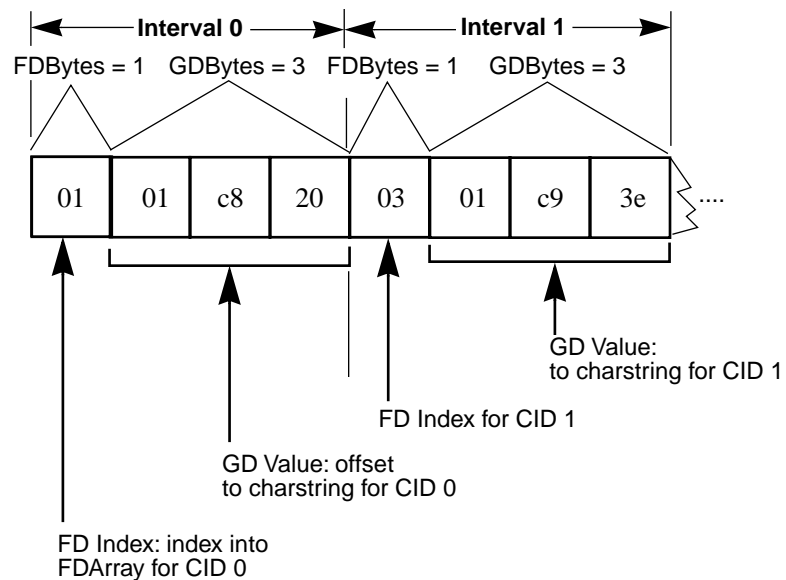 Interval 0 Interval 1
FDBytes = 1 GDBytes = 3 FDBytes = 1 GDBytes = 3
01 01 c8 20 03 01 c9 3e ....
GD Value:
to charstring for CID 1
FD Index for CID 1
GD Value: offset
to charstring for CID 0
FD Index: index into
FDArray for CID 0